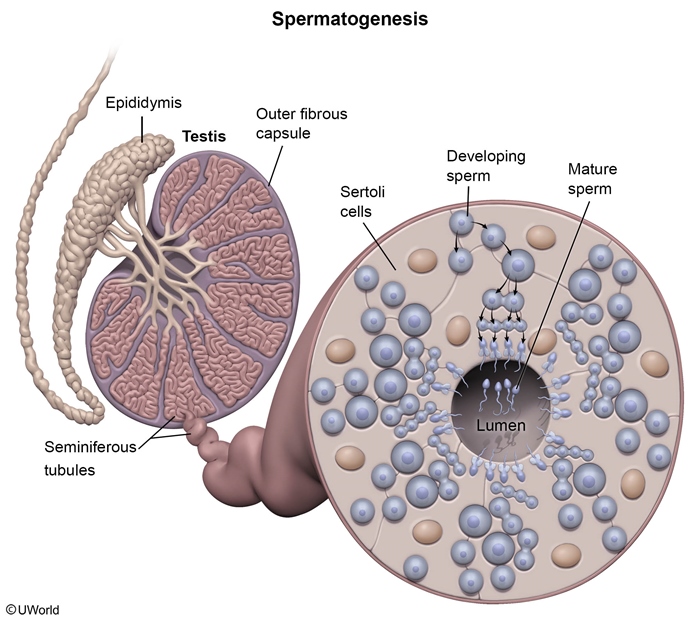 Spermatogenesis
Epididymis
Testis
Outer fibrous
capsule
Developing
sperm
Mature
sperm
Sertoli
cells
Lumen
Seminiferous
tubules
©UWorld